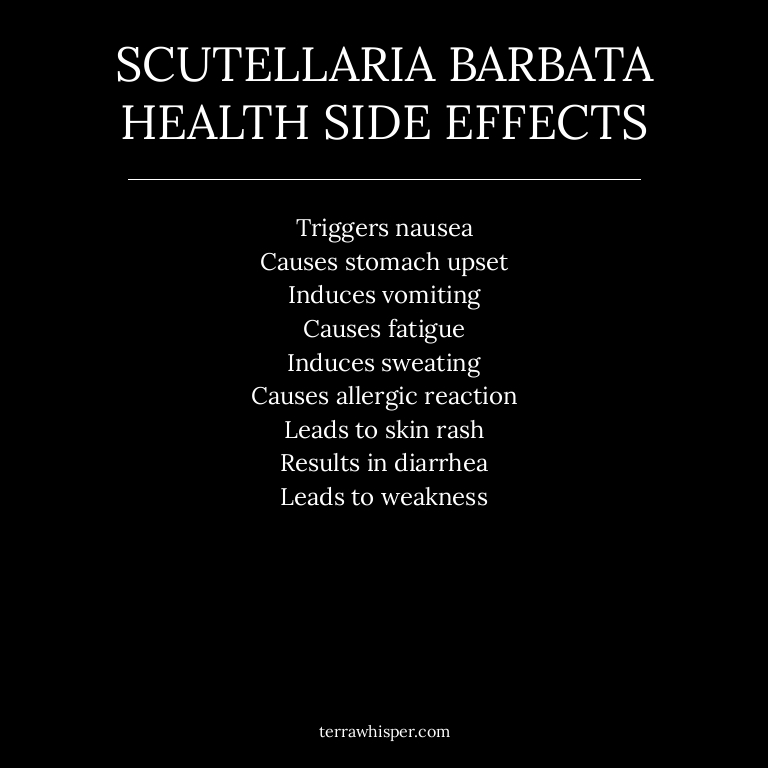 SCUTELLARIA BARBATA
HEALTH SIDE EFFECTS
Triggers nausea
Causes stomach upset
Induces vomiting
Causes fatigue
Induces sweating
Causes allergic reaction
Leads to skin rash
Results in diarrhea
Leads to weakness
terrawhisper.com